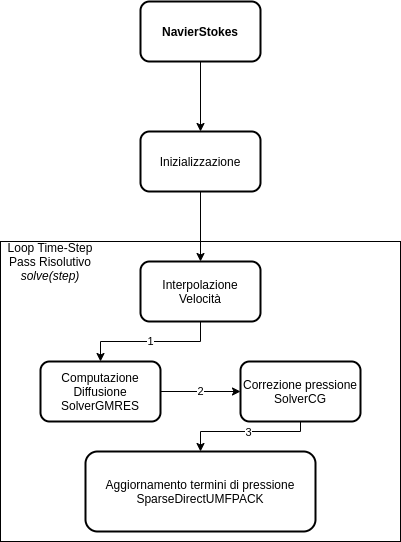 NavierStokes
Inizializzazione
Loop Time-Step
Pass Risolutivo
solve(step)
Interpolazione
Velocità
1
Computazione
Diffusione
SolverGMRES
2
Correzione pressione
SolverCG
3
Aggiornamento termini di pressione
SparseDirectUMFPACK